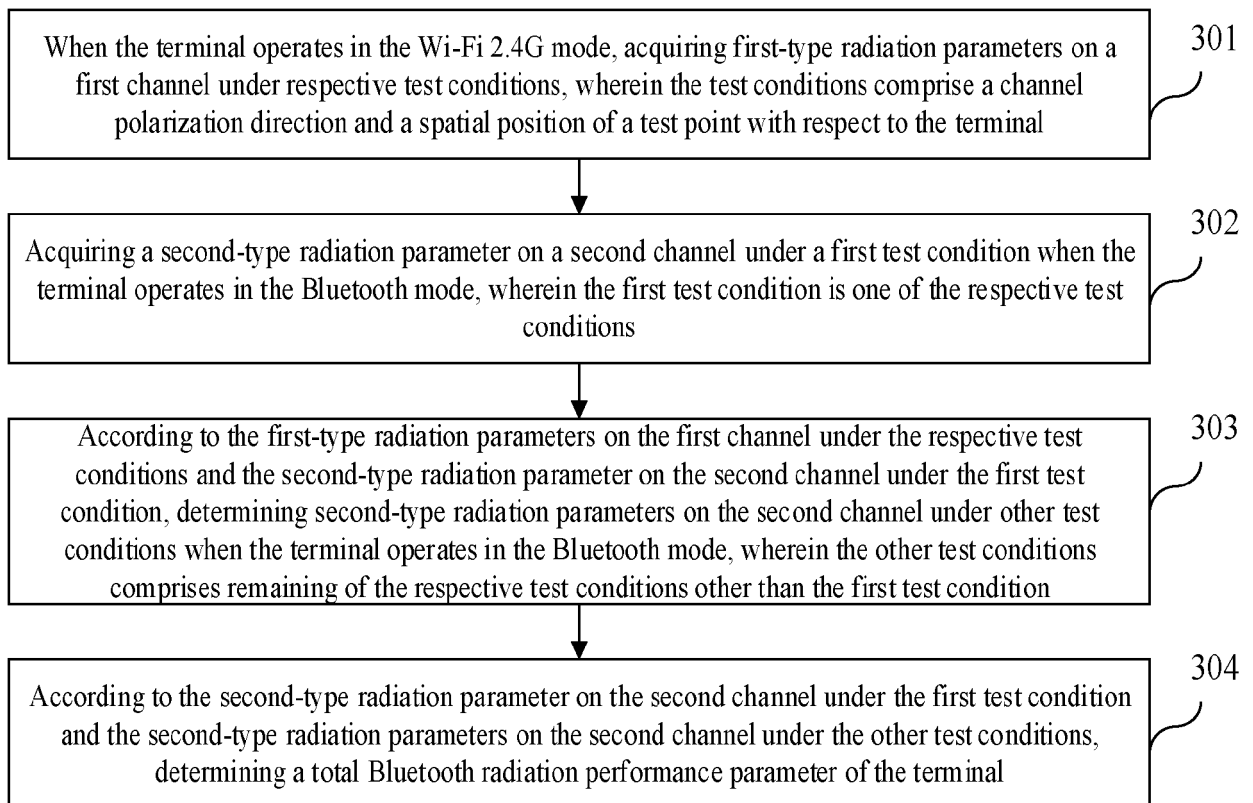 When the terminal operates in the Wi-Fi 2.4G mode, acquiring first-type radiation parameters on a
first channel under respective test conditions, wherein the test conditions comprise a channel
polarization direction and a spatial position of a test point with respect to the terminal
301
Acquiring a second-type radiation parameter on a second channel under a first test condition when the
terminal operates in the Bluetooth mode, wherein the first test condition is one of the respective test
conditions
302
According to the first-type radiation parameters on the first channel under the respective test
conditions and the second-type radiation parameter on the second channel under the first test
condition, determining second-type radiation parameters on the second channel under other test
conditions when the terminal operates in the Bluetooth mode, wherein the other test conditions
comprises remaining of the respective test conditions other than the first test condition
303
According to the second-type radiation parameter on the second channel under the first test condition
and the second-type radiation parameters on the second channel under the other test conditions,
determining a total Bluetooth radiation performance parameter of the terminal
304